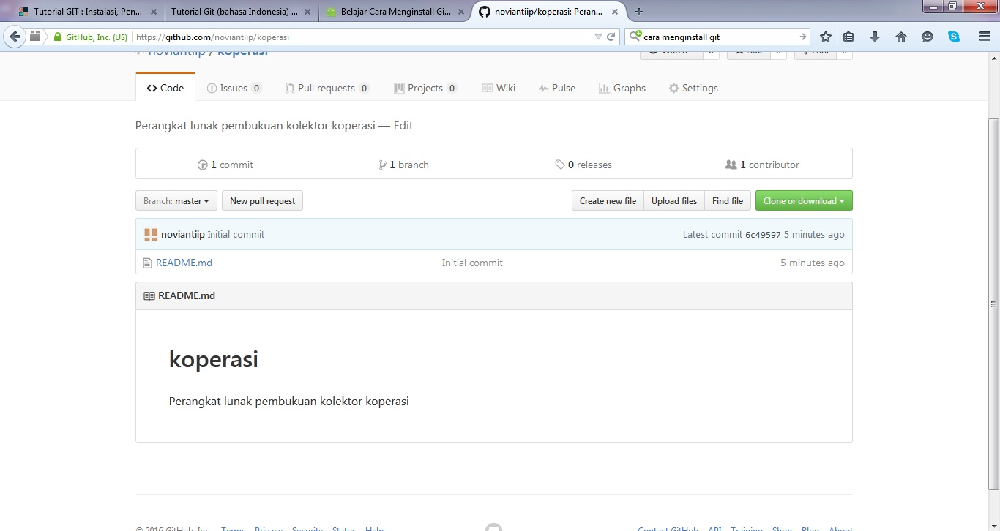 Tutorial GIT : Instalasi, Pen... Tutorial Git (bahasa Indonesia) ... Belajar Cara Menginstall Gi... noviantiip/koperasi: Peran...
GitHub, Inc. (US) https://github.com/noviantiip/koperasi cara menginstall git
noviantiip / koperasi Watch 0 Star 0 Fork 0
Code Issues 0 Pull requests 0 Projects 0 Wiki Pulse Graphs Settings
Perangkat lunak pembukuan kolektor koperasi — Edit
1 commit 1 branch 0 releases 1 contributor
Branch: master New pull request Create new file Upload files Find file Clone or download
noviantiip Initial commit Latest commit 6c49597 5 minutes ago
README.md Initial commit 5 minutes ago
README.md
koperasi
Perangkat lunak pembukuan kolektor koperasi
© 2016 GitHub, Inc. Terms Privacy Security Status Help Contact GitHub API Training Shop Blog About